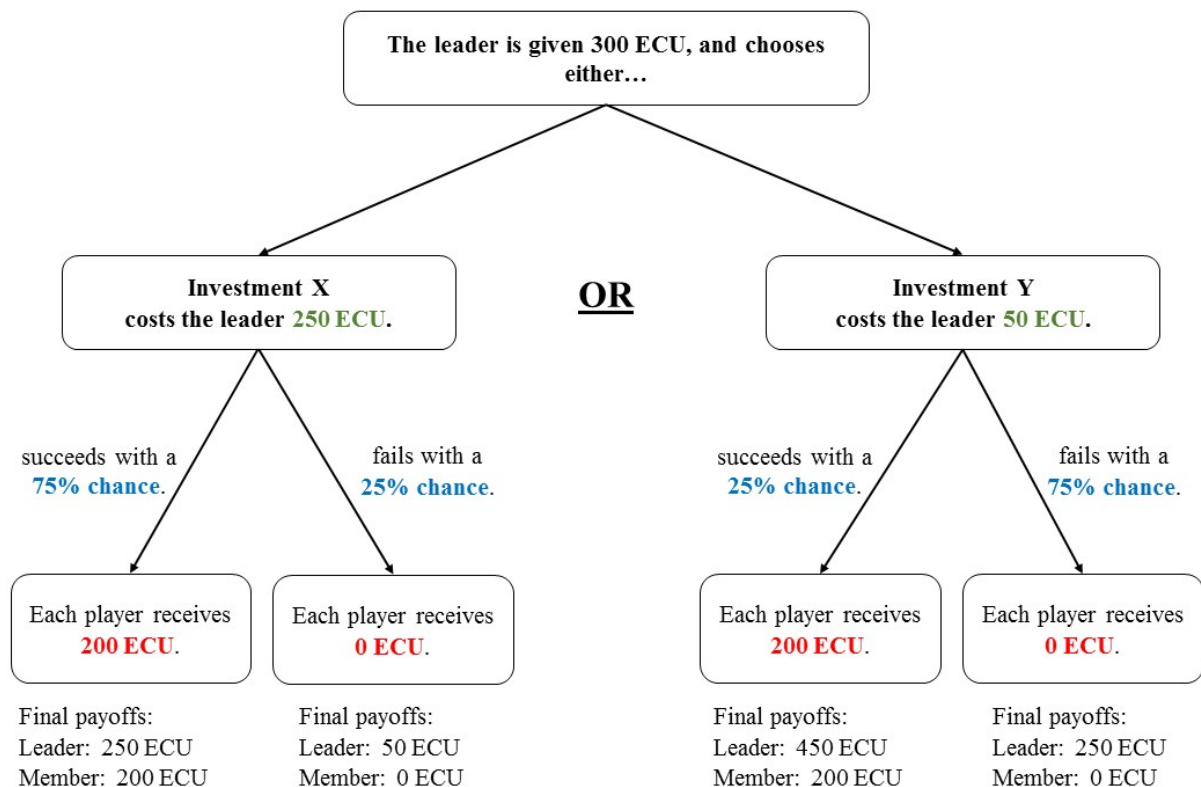 The leader is given 300 ECU, and chooses
either…
Investment X
costs the leader 250 ECU.
OR
Investment Y
costs the leader 50 ECU.
succeeds with a
75% chance.
fails with a
25% chance.
succeeds with a
25% chance.
fails with a
75% chance.
Each player receives
200 ECU.
Each player receives
0 ECU.
Each player receives
200 ECU.
Each player receives
0 ECU.
Final payoffs:
Leader: 250 ECU
Member: 200 ECU
Final payoffs:
Leader: 50 ECU
Member: 0 ECU
Final payoffs:
Leader: 450 ECU
Member: 200 ECU
Final payoffs:
Leader: 250 ECU
Member: 0 ECU